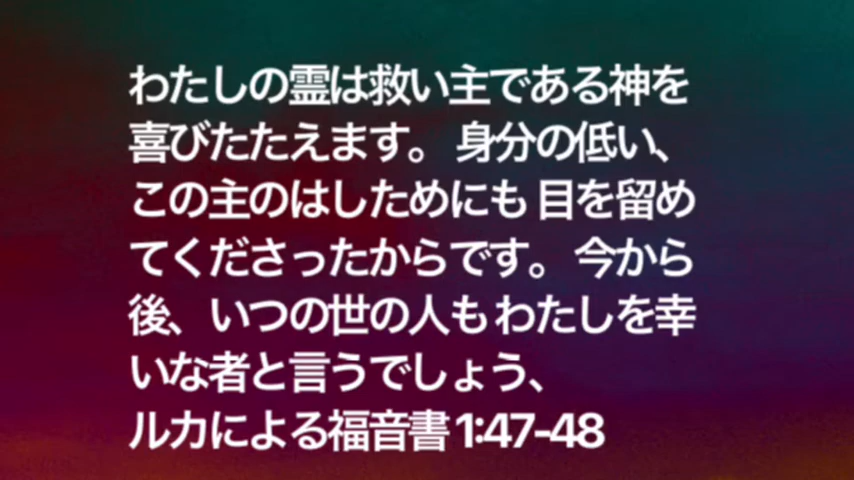 わたしの霊は救い主である神を
喜びたたえます。 身分の低い、
この主のはしためにも 目を留め
てくださったからです。 今から
後、いつの世の人も わたしを幸
いな者と言うでしょう、
ルカによる福音書 1:47-48